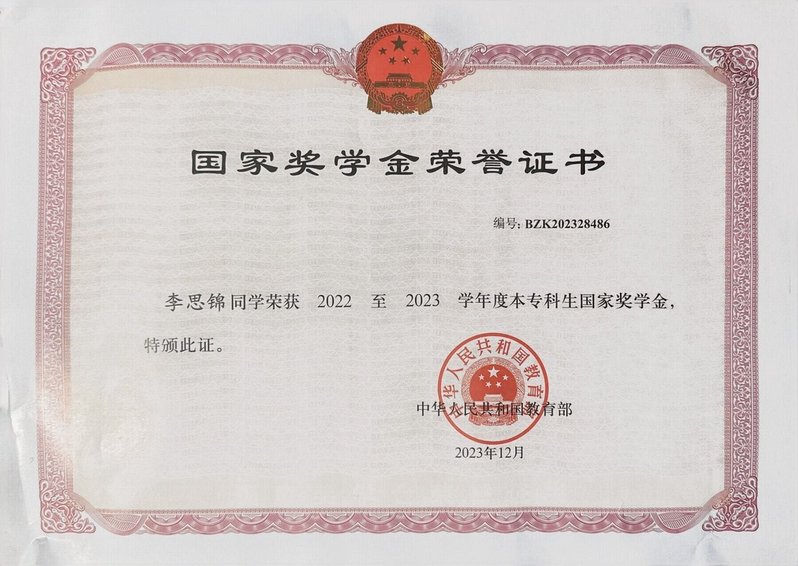 国家奖学金荣誉证书
编号: BZK202328486
李思锦同学荣获 2022 至 2023 学年度本专科生国家奖学金，
特颁此证。
中华人民共和国教育部
中华人民共和国教育部
2023年12月